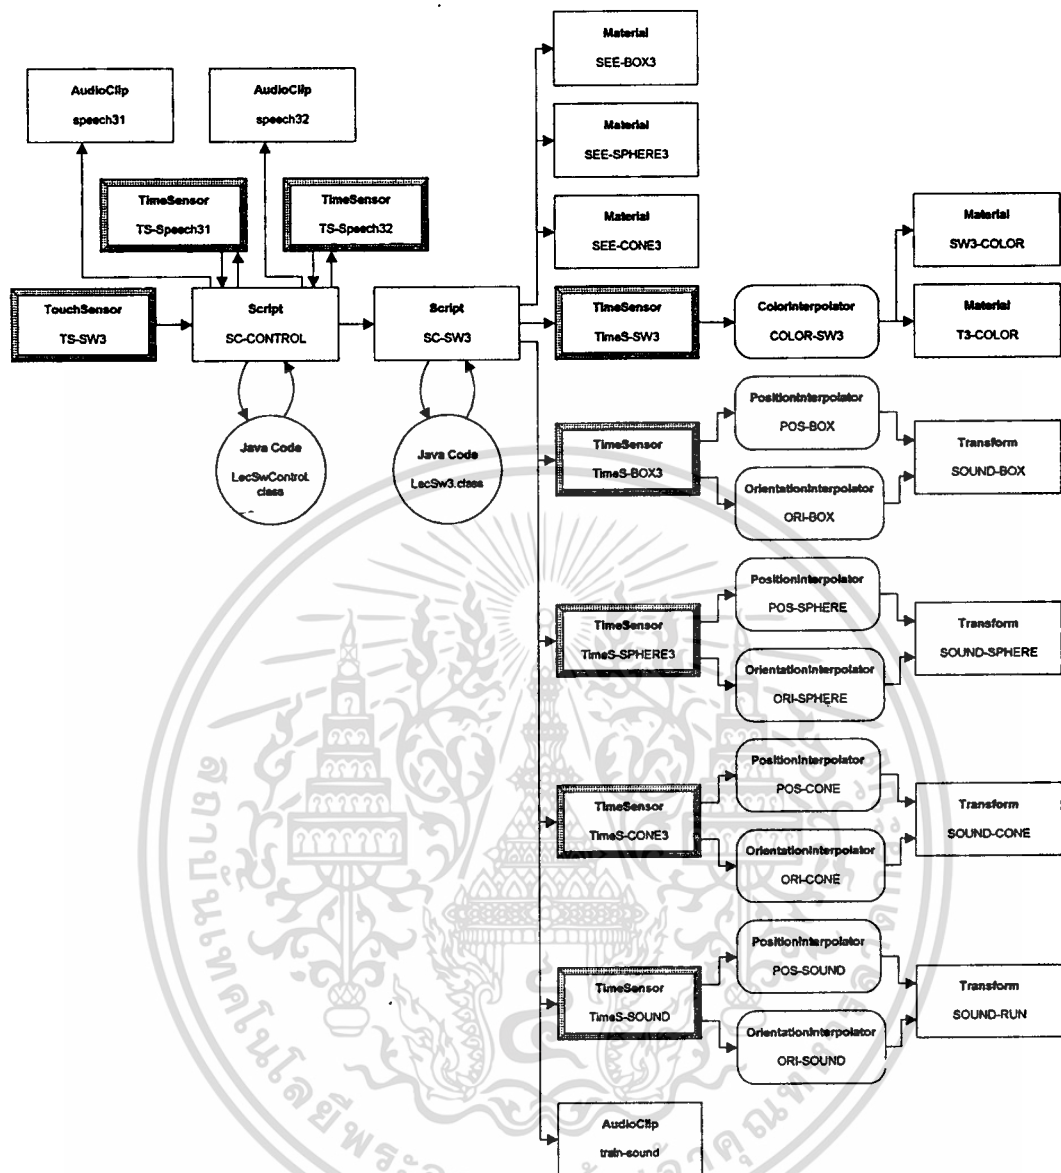 Material
SEE-BOX3
AudioClip
speech31
AudioClip
speech32
Material
SEE-SPHERE3
TimeSensor
TS-Speech31
TimeSensor
TS-Speech32
Material
SEE-CONE3
Material
SW3-COLOR
TouchSensor
TS-SW3
Script
SC-CONTROL
Script
SC-SW3
TimeSensor
TimeS-SW3
ColorInterpolator
COLOR-SW3
Material
T3-COLOR
Java Code
LecSwControl.
class
Java Code
LecSw3.class
TimeSensor
TimeS-BOX3
PositionInterpolator
POS-BOX
OrientationInterpolator
ORI-BOX
Transform
SOUND-BOX
TimeSensor
TimeS-SPHERE3
PositionInterpolator
POS-SPHERE
OrientationInterpolator
ORI-SPHERE
Transform
SOUND-SPHERE
TimeSensor
TimeS-CONE3
PositionInterpolator
POS-CONE
OrientationInterpolator
ORI-CONE
Transform
SOUND-CONE
TimeSensor
TimeS-SOUND
PositionInterpolator
POS-SOUND
OrientationInterpolator
ORI-SOUND
Transform
SOUND-RUN
AudioClip
train-sound